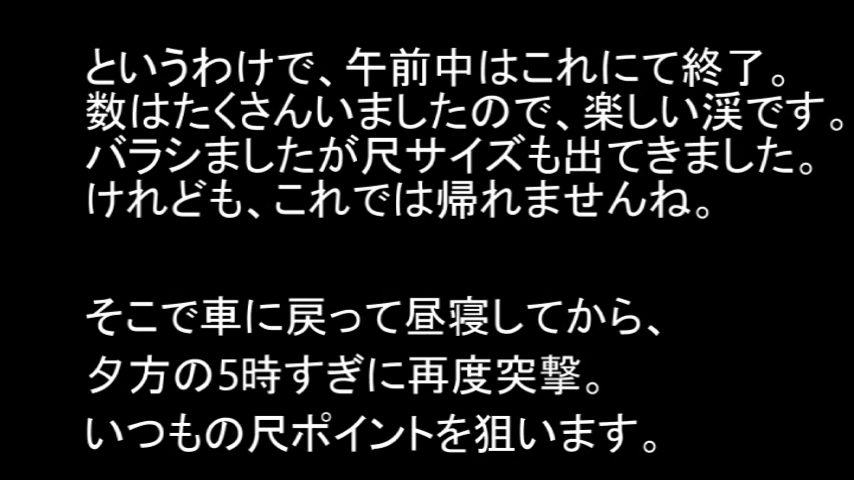 というわけで、午前中はこれにて終了。
数はたくさんいましたので、楽しい渓です。
バラシましたが尺サイズも出てきました。
けれども、これでは帰れませんね。
そこで車に戻って昼寝してから、
夕方の5時すぎに再度突撃。
いつもの尺ポイントを狙います。